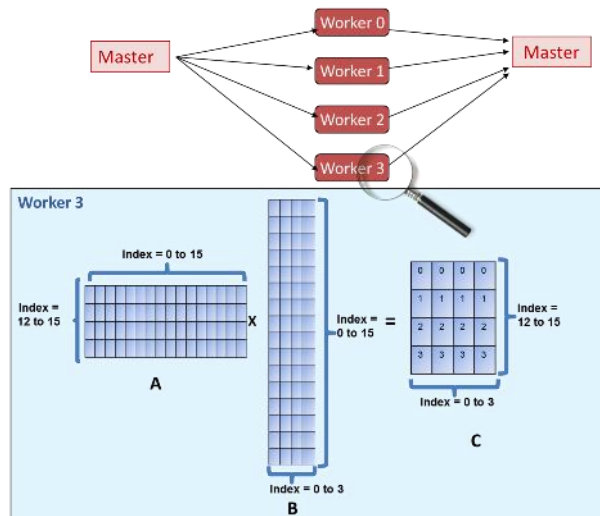 Worker 0
Master
Master
Worker 1
Worker 2
Worker 3
Worker 3
Index = 0 to 15
Index =
12 to 15
X
A
Index =
0 to 15
=
Index = 0 to 3
B
0 0 0 0
1 1 1 1
2 2 2 2
3 3 3 3
Index =
12 to 15
Index = 0 to 3
C